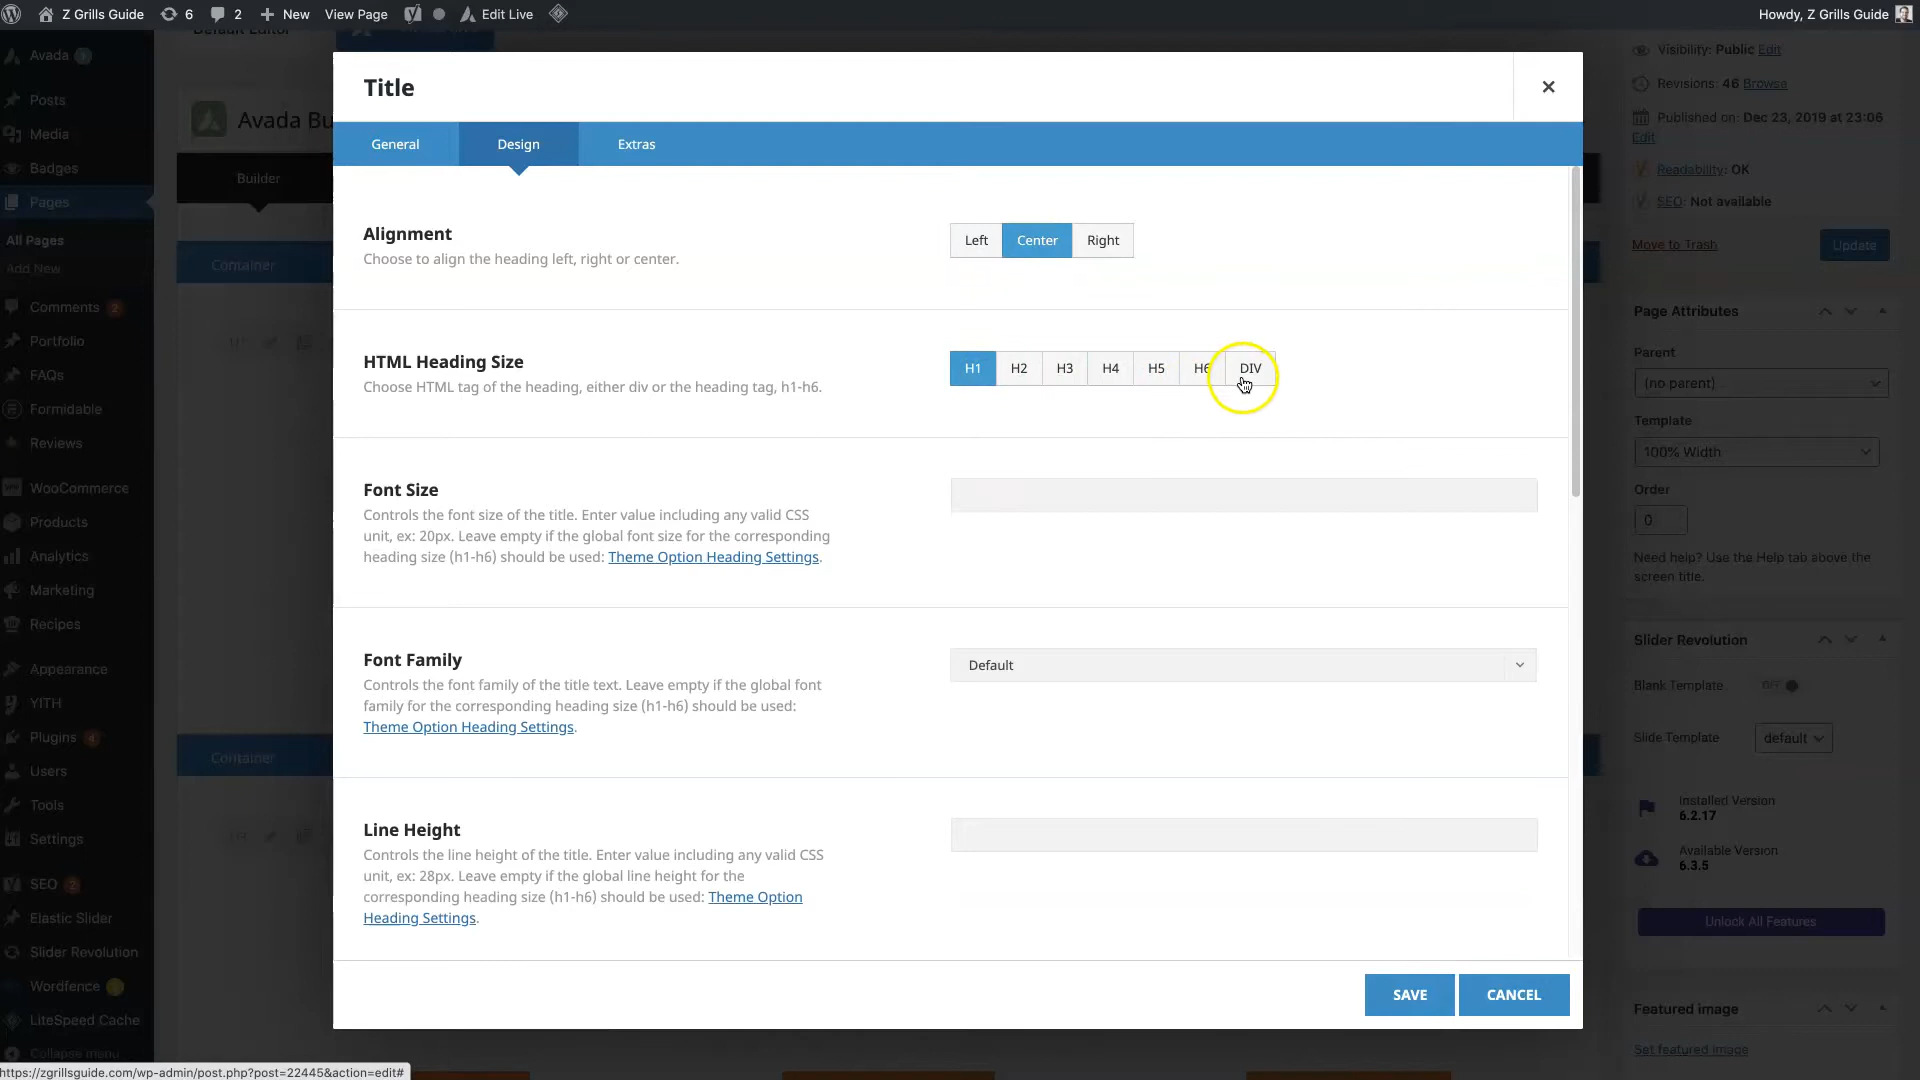 Z Grills Guide
6
2
New
View Page
Edit Live
Howdy, Z Grills Guide
Default Editor
Avada
Posts
Media
Badges
Pages
All Pages
Add New
Comments 2
Portfolio
FAQs
Formidable
Reviews
WooCommerce
Products
Analytics
Marketing
Recipes
Appearance
YITH
Plugins 4
Users
Tools
Settings
SEO 2
Elastic Slider
Slider Revolution
Wordfence
LiteSpeed Cache
Collapse menu
Avada Bu
Builder
Container
Container
Title
×
General
Design
Extras
Alignment
Choose to align the heading left, right or center.
Left
Center
Right
HTML Heading Size
Choose HTML tag of the heading, either div or the heading tag, h1-h6.
H1
H2
H3
H4
H5
H6
DIV
Font Size
Controls the font size of the title. Enter value including any valid CSS
unit, ex: 20px. Leave empty if the global font size for the corresponding
heading size (h1-h6) should be used: Theme Option Heading Settings.
Font Family
Controls the font family of the title text. Leave empty if the global font
family for the corresponding heading size (h1-h6) should be used:
Theme Option Heading Settings.
Default
Line Height
Controls the line height of the title. Enter value including any valid CSS
unit, ex: 28px. Leave empty if the global line height for the
corresponding heading size (h1-h6) should be used: Theme Option
Heading Settings.
SAVE
CANCEL
Visibility: Public Edit
Revisions: 46 Browse
Published on: Dec 23, 2019 at 23:06
Edit
Readability: OK
SEO: Not available
Move to Trash
Update
Page Attributes
Parent
(no parent)
Template
100% Width
Order
0
Need help? Use the Help tab above the
screen title.
Slider Revolution
Blank Template
OFF
Slide Template
default
Installed Version
6.2.17
Available Version
6.3.5
Unlock All Features
Featured image
Set featured image
https://zgrillsguide.com/wp-admin/post.php?post=22445&action=edit#